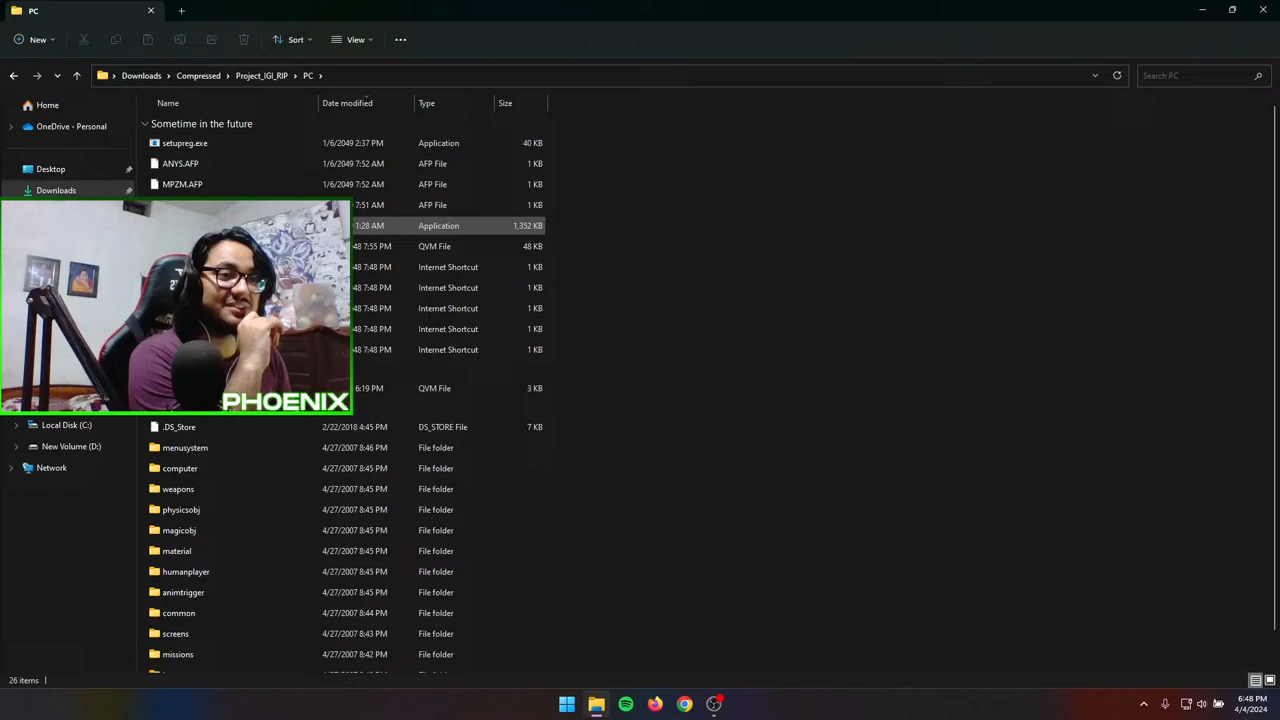 PC
New
Sort
View
Downloads
Compressed
Project_IGI_RIP
PC
Search PC
Name
Date modified
Type
Size
Home
OneDrive - Personal
Desktop
Downloads
Local Disk (C:)
New Volume (D:)
Network
Sometime in the future
setupreg.exe 1/6/2049 2:37 PM Application 40 KB
ANYS.AFP 1/6/2049 7:52 AM AFP File 1 KB
MPZM.AFP 1/6/2049 7:52 AM AFP File 1 KB
7:51 AM AFP File 1 KB
1:28 AM Application 1,352 KB
48 7:55 PM QVM File 48 KB
48 7:48 PM Internet Shortcut 1 KB
48 7:48 PM Internet Shortcut 1 KB
48 7:48 PM Internet Shortcut 1 KB
48 7:48 PM Internet Shortcut 1 KB
48 7:48 PM Internet Shortcut 1 KB
6:19 PM QVM File 3 KB
PHOENIX
.DS_Store 2/22/2018 4:45 PM DS_STORE File 7 KB
menusystem 4/27/2007 8:46 PM File folder
computer 4/27/2007 8:45 PM File folder
weapons 4/27/2007 8:45 PM File folder
physicsobj 4/27/2007 8:45 PM File folder
magicobj 4/27/2007 8:45 PM File folder
material 4/27/2007 8:45 PM File folder
humanplayer 4/27/2007 8:45 PM File folder
animtrigger 4/27/2007 8:45 PM File folder
common 4/27/2007 8:44 PM File folder
screens 4/27/2007 8:43 PM File folder
missions 4/27/2007 8:42 PM File folder
26 items
6:48 PM
4/4/2024